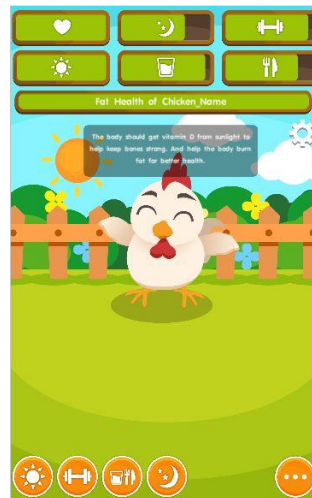 Fat Health of Chicken_Name
The body should get vitamin D from sunlight to
help keep bones strong. And help the body burn
fat for better health.